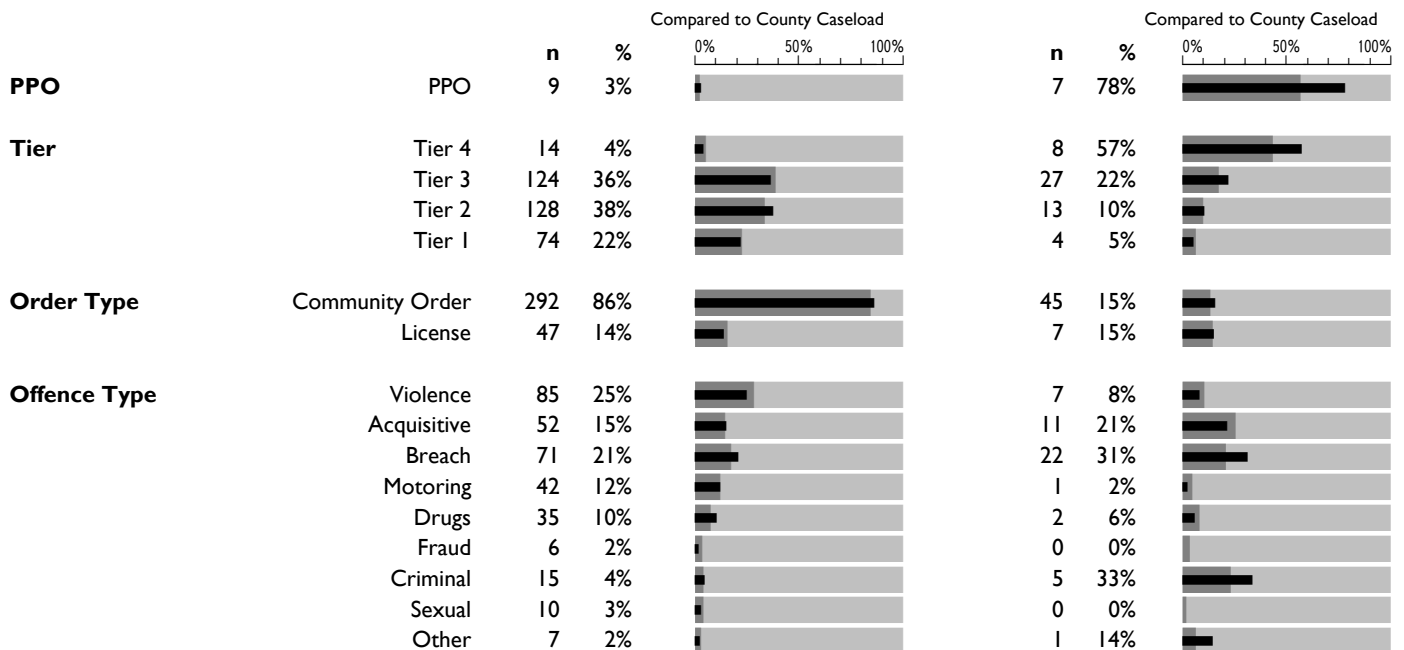 Compared to County Caseload Compared to County Caseload
n % 0% 50% 100% n % 0% 50% 100%
PPO PPO 9 3% 7 78%
Tier Tier 4 14 4% 8 57%
Tier 3 124 36% 27 22%
Tier 2 128 38% 13 10%
Tier 1 74 22% 4 5%
Order Type Community Order 292 86% 45 15%
License 47 14% 7 15%
Offence Type Violence 85 25% 7 8%
Acquisitive 52 15% 11 21%
Breach 71 21% 22 31%
Motoring 42 12% 1 2%
Drugs 35 10% 2 6%
Fraud 6 2% 0 0%
Criminal 15 4% 5 33%
Sexual 10 3% 0 0%
Other 7 2% 1 14%